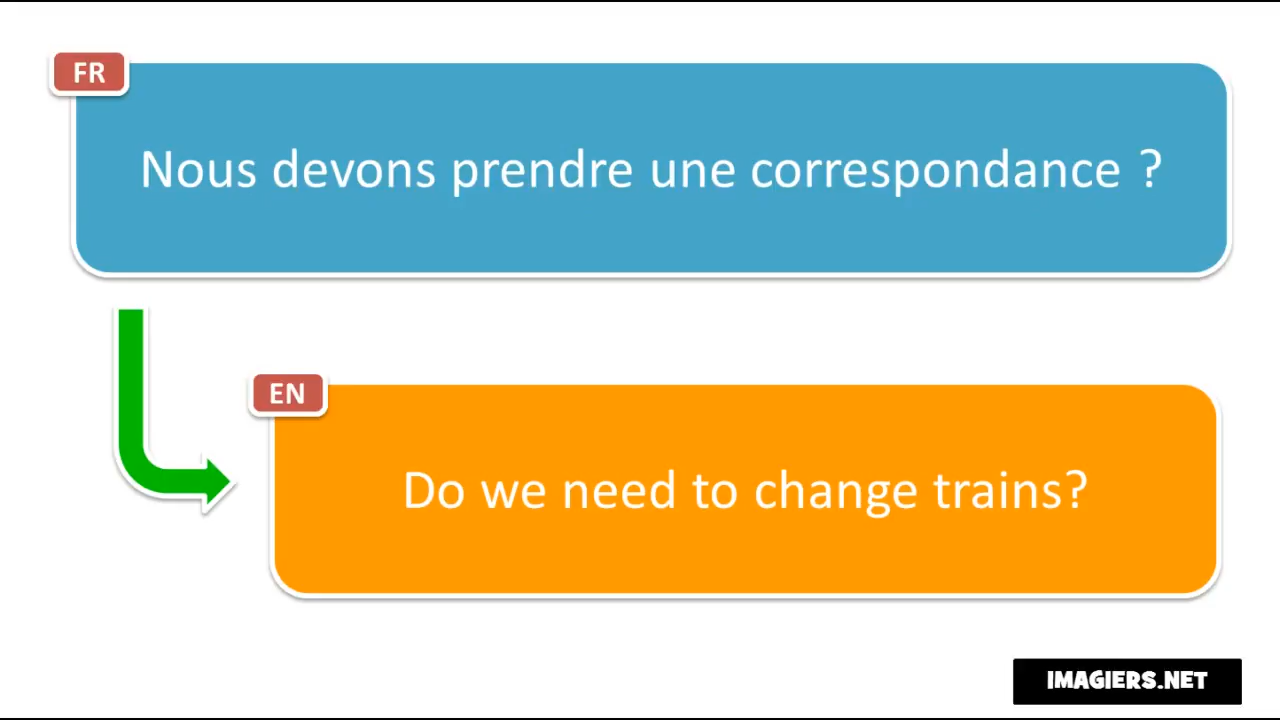 FR
Nous devons prendre une correspondance ?
EN
Do we need to change trains?
IMAGIERS.NET